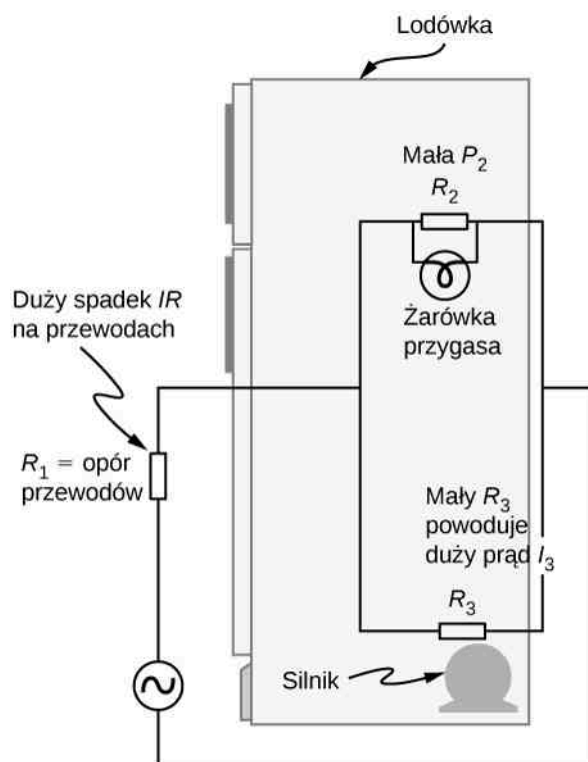 Lodówka
Mała P₂
R₂
Żarówka
przygasa
Duży spadek IR
na przewodach
R₁ = opór
przewodów
Mały R₃
powoduje
duży prąd I₃
R₃
Silnik